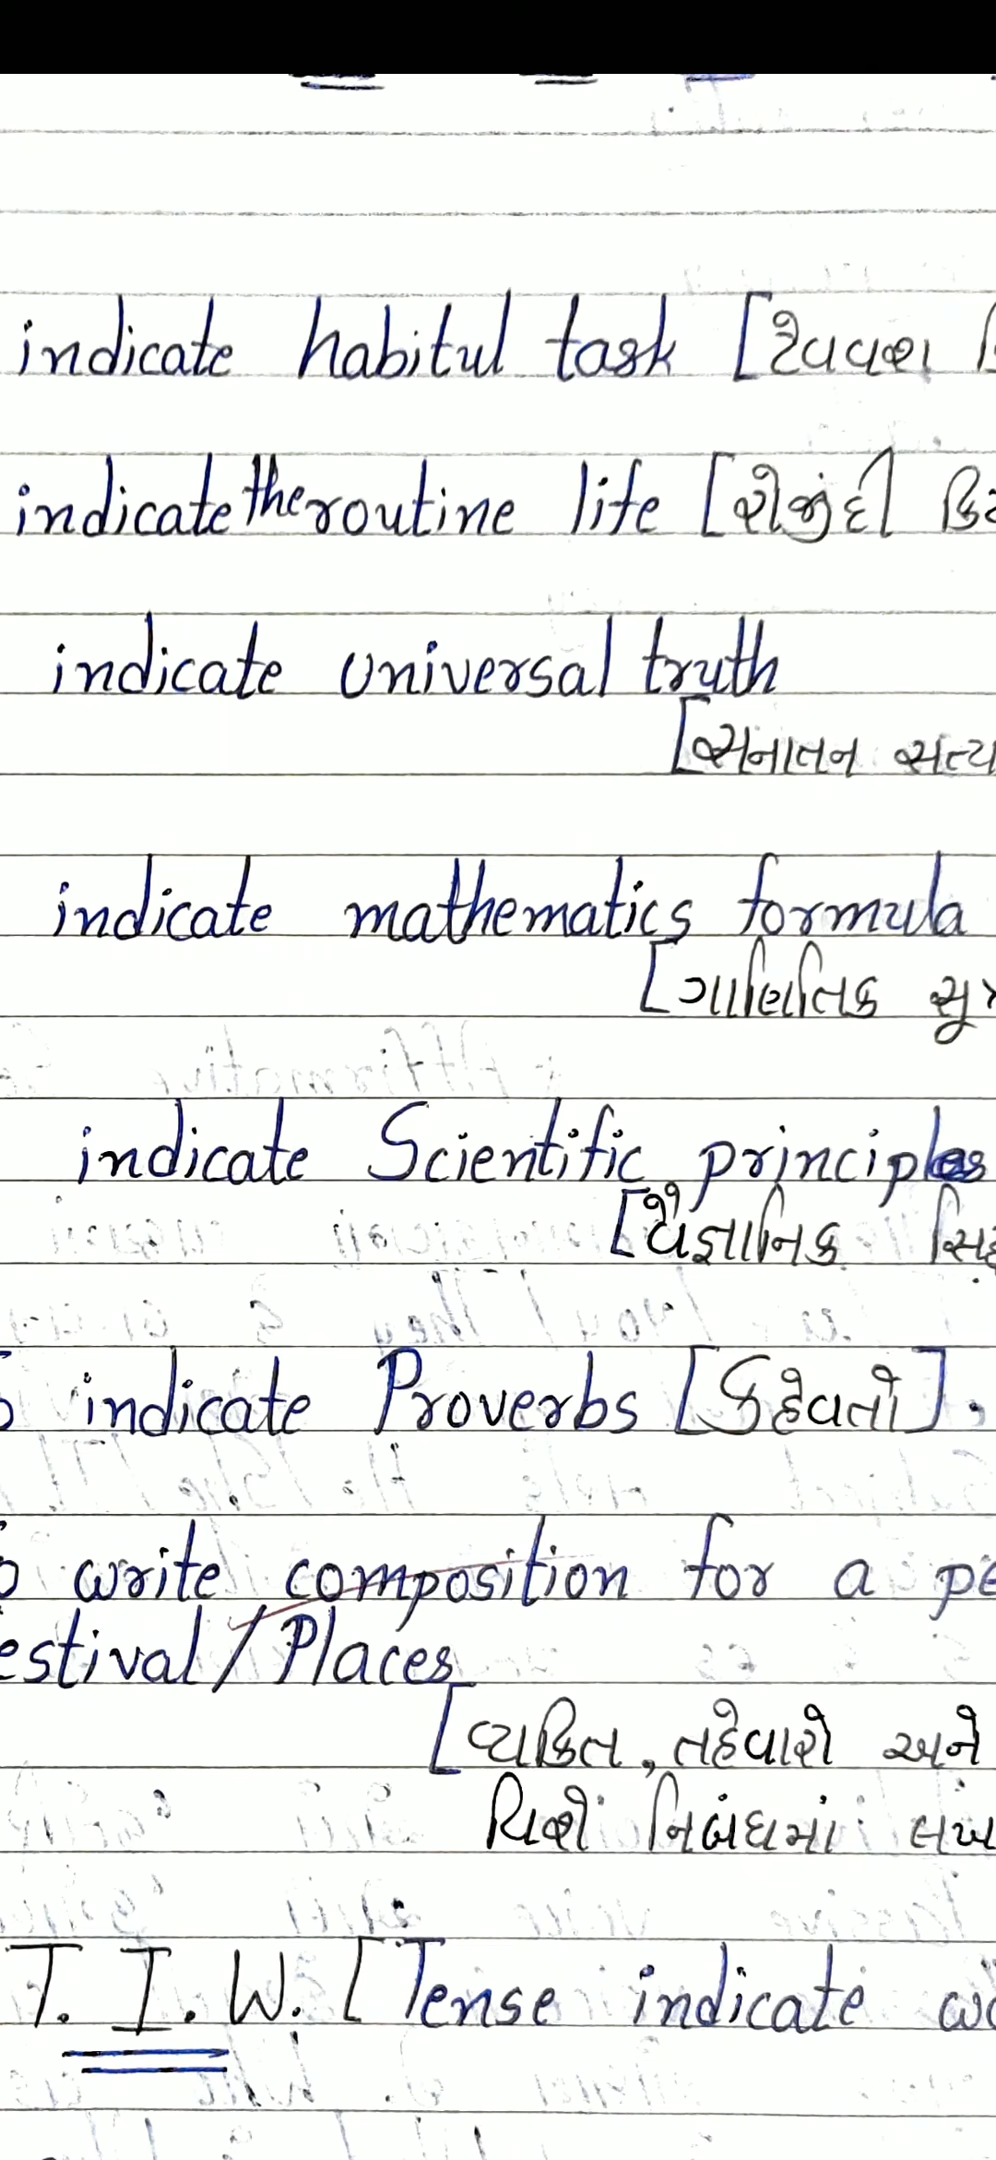 indicate habitul task [ટેવવશ
indicate the routine life [રોજીંદી
indicate universal truth
[સનાતન સત્ય
indicate mathematics formula
[ગાણિતિક
indicate Scientific principles
[વૈજ્ઞાનિક
indicate Proverbs [કહેવતો].
write composition for a
estival / Places
[વ્યકિત, તહેવારો અને
વિશે નિબંધમાં
T. I. W. [Tense indicate